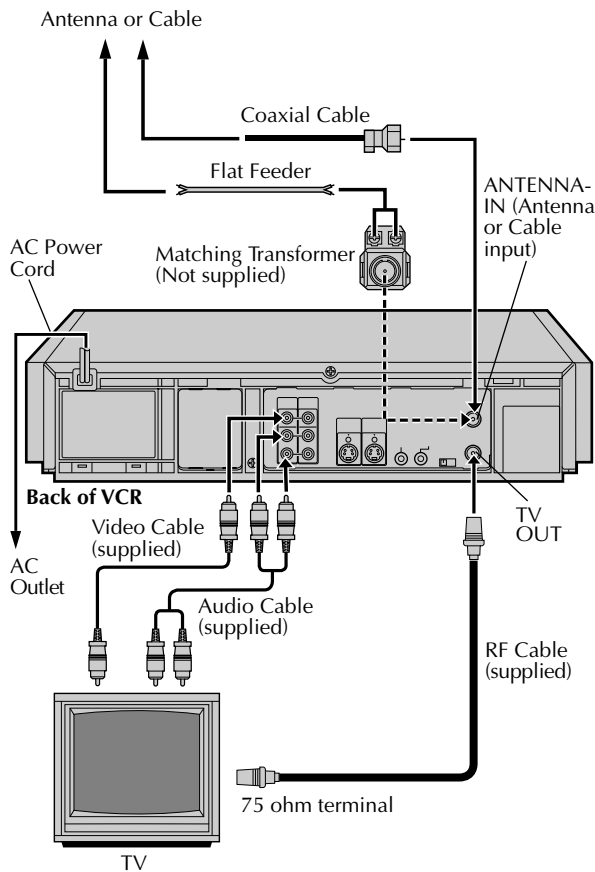 Antenna or Cable
Coaxial Cable
Flat Feeder
ANTENNA-
IN (Antenna
or Cable
input)
AC Power
Cord
Matching Transformer
(Not supplied)
Back of VCR
Video Cable
(supplied)
TV
OUT
AC
Outlet
Audio Cable
(supplied)
RF Cable
(supplied)
75 ohm terminal
TV